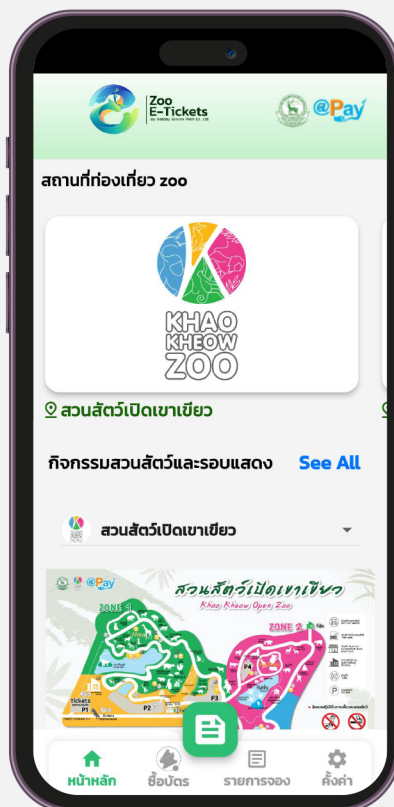 Zoo
E-Tickets
@Pay
สถานที่ท่องเที่ยว zoo
KHAO
KHEOW
ZOO
สวนสัตว์เปิดเขาเขียว
กิจกรรมสวนสัตว์และรอบแสดง See All
สวนสัตว์เปิดเขาเขียว
@Pay
สวนสัตว์เปิดเขาเขียว
Khao Kheow Open Zoo
ZONE 1
ZONE 2
P4
Tickets
P1
P2
P3
หน้าหลัก ซื้อบัตร รายการจอง ตั้งค่า